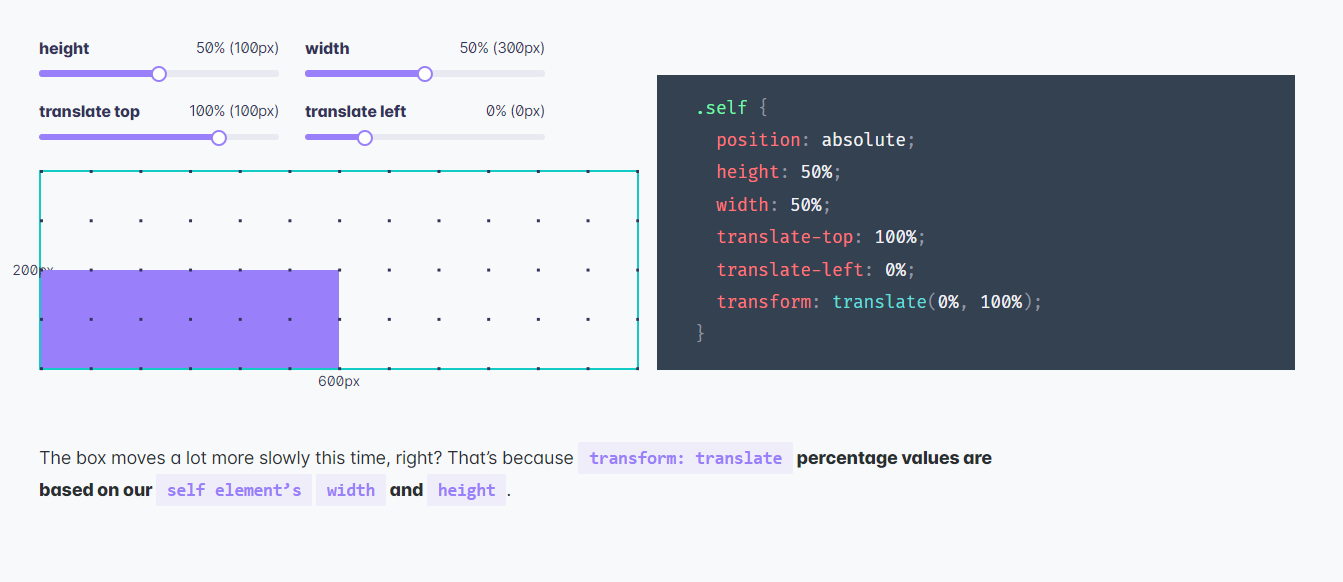 height 50% (100px) width 50% (300px)
translate top 100% (100px) translate left 0% (0px)
.self {
position: absolute;
height: 50%;
width: 50%;
translate-top: 100%;
translate-left: 0%;
transform: translate(0%, 100%);
}
200px
600px
The box moves a lot more slowly this time, right? That’s because transform: translate percentage values are
based on our self element’s width and height.